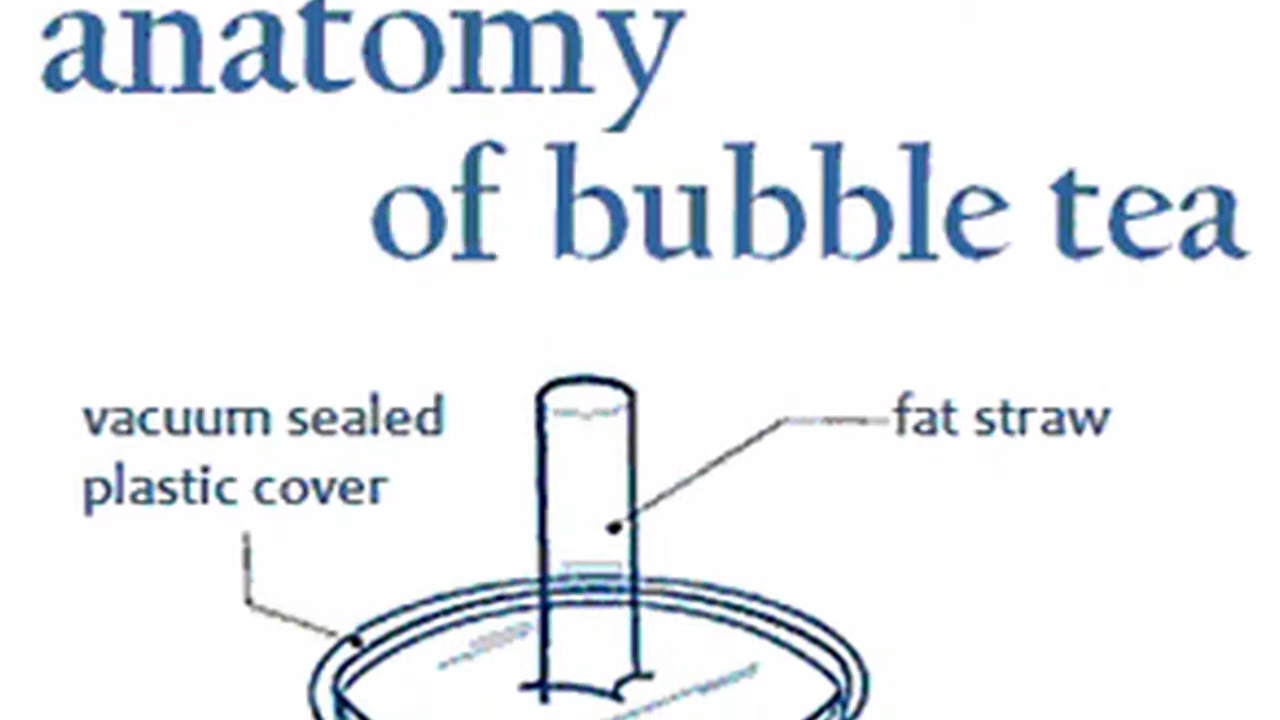 anatomy
of bubble tea
vacuum sealed
plastic cover
fat straw